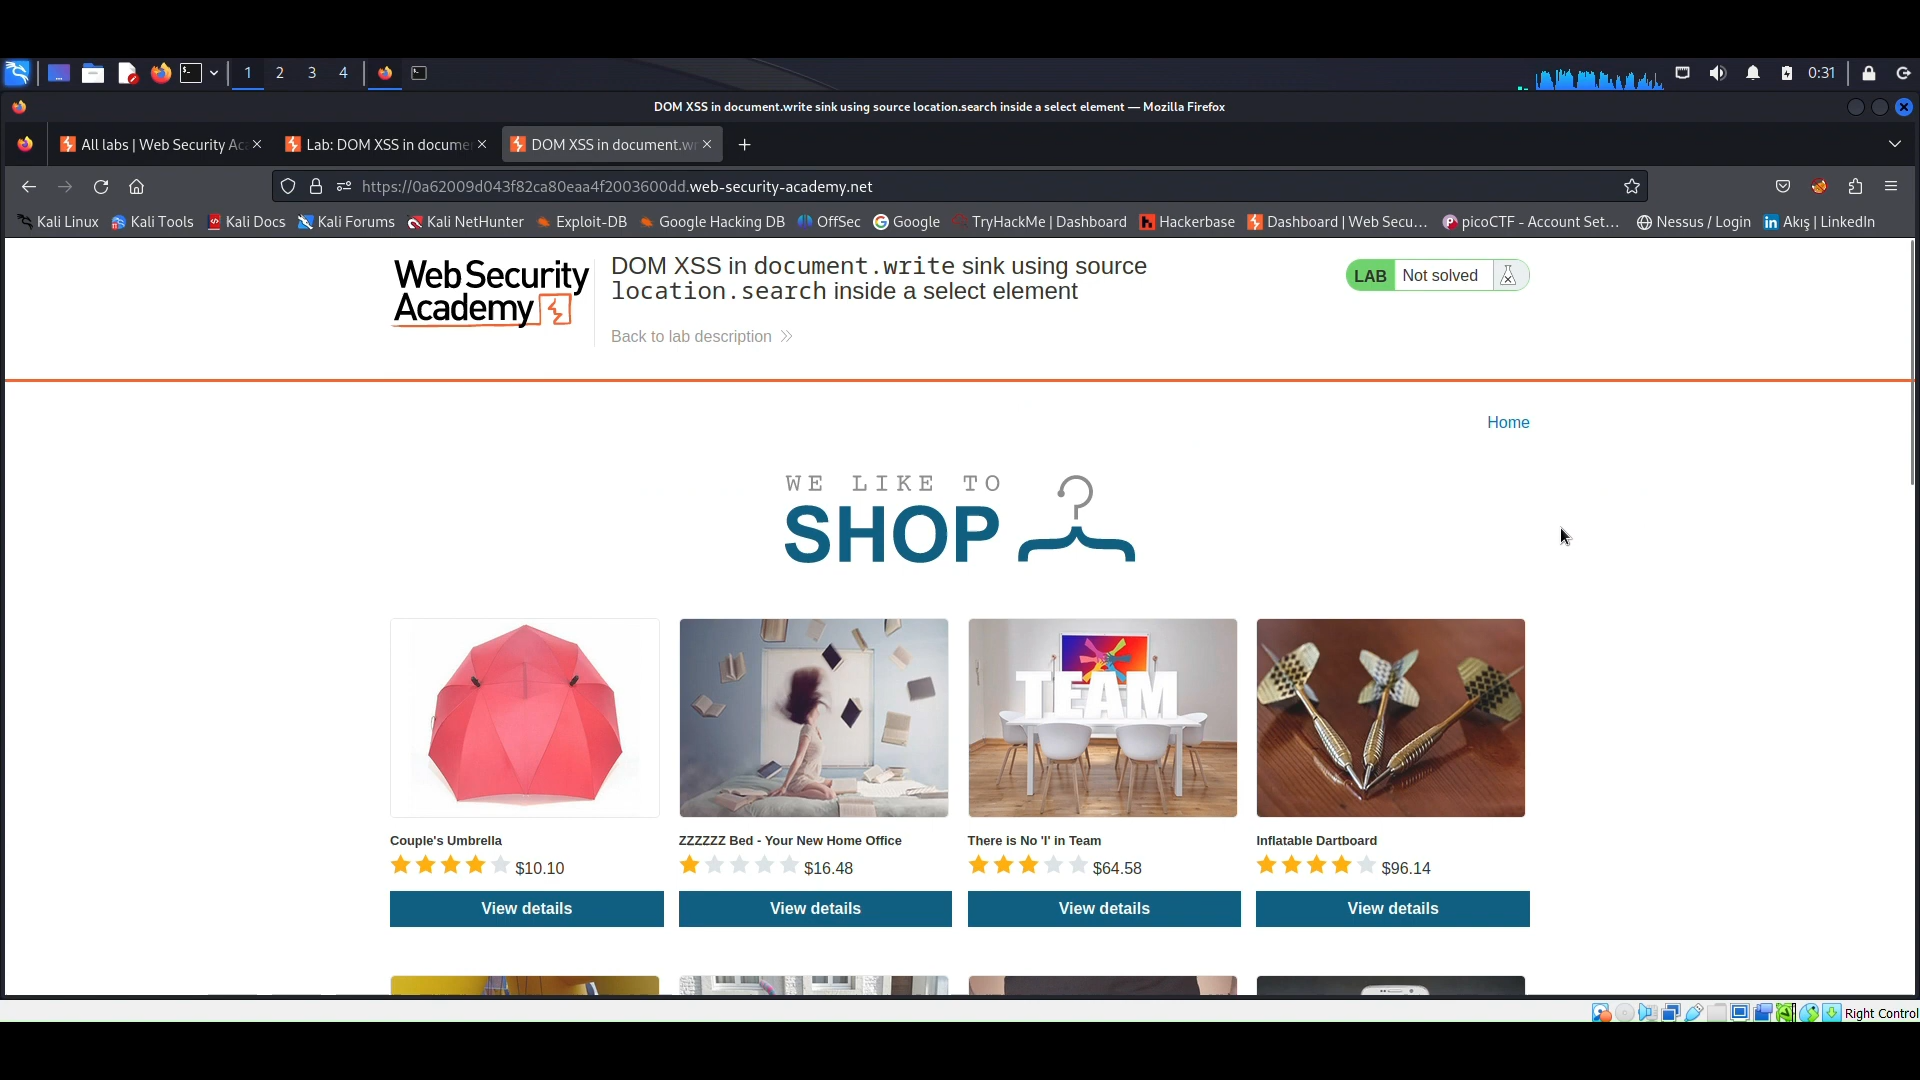 1 2 3 4 0:31
DOM XSS in document.write sink using source location.search inside a select element — Mozilla Firefox
All labs | Web Security Ac
Lab: DOM XSS in docume
DOM XSS in document.wr
https://0a62009d043f82ca80eaa4f2003600dd.web-security-academy.net
Kali Linux Kali Tools Kali Docs Kali Forums Kali NetHunter Exploit-DB Google Hacking DB OffSec Google TryHackMe | Dashboard Hackerbase Dashboard | Web Secu... picoCTF - Account Set... Nessus / Login Akış | LinkedIn
WebSecurity
Academy
DOM XSS in document.write sink using source
location.search inside a select element
Back to lab description
LAB Not solved
Home
WE LIKE TO
SHOP
TEAM
Couple's Umbrella
$10.10
View details
ZZZZZZ Bed - Your New Home Office
$16.48
View details
There is No 'I' in Team
$64.58
View details
Inflatable Dartboard
$96.14
View details
Right Control